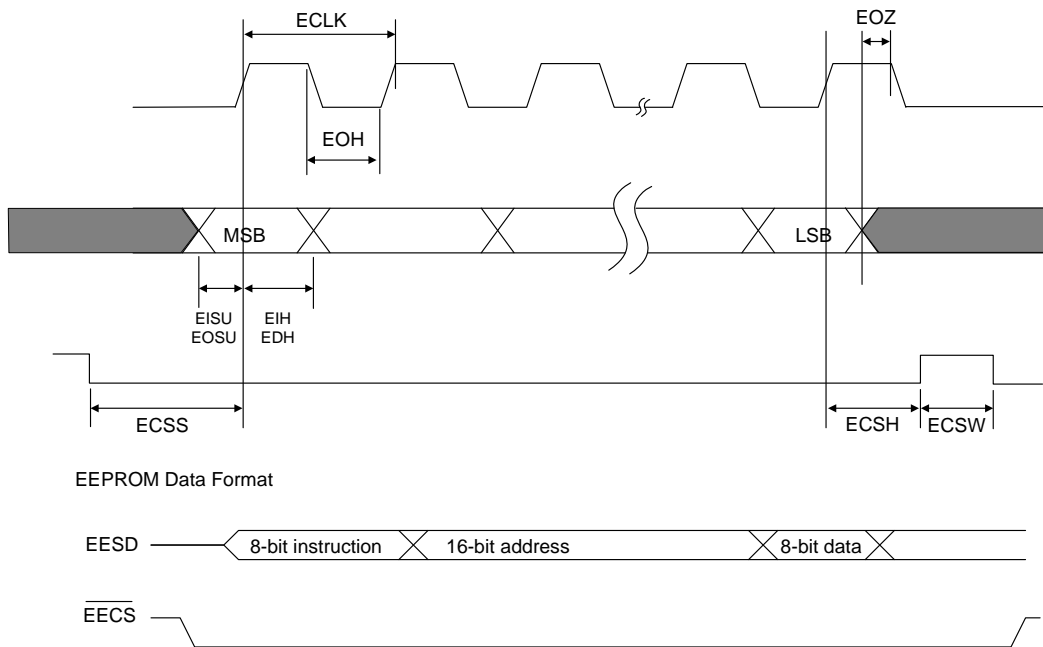 ECLK
EOZ
EOH
MSB
LSB
EISU
EOSU
EIH
EDH
ECSS
ECSH
ECSW
EEPROM Data Format
EESD
8-bit instruction
16-bit address
8-bit data
EECS